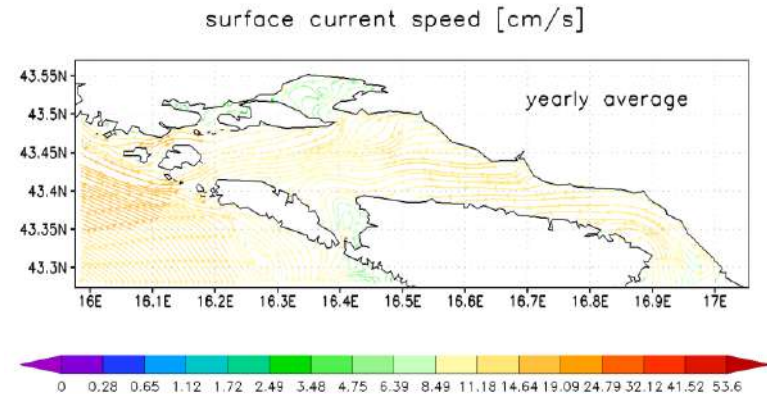 surface current speed [cm/s]
yearly average
43.55N
43.5N
43.45N
43.4N
43.35N
43.3N
16E 16.1E 16.2E 16.3E 16.4E 16.5E 16.6E 16.7E 16.8E 16.9E 17E
0 0.28 0.65 1.12 1.72 2.49 3.48 4.75 6.39 8.49 11.18 14.64 19.09 24.79 32.12 41.52 53.6